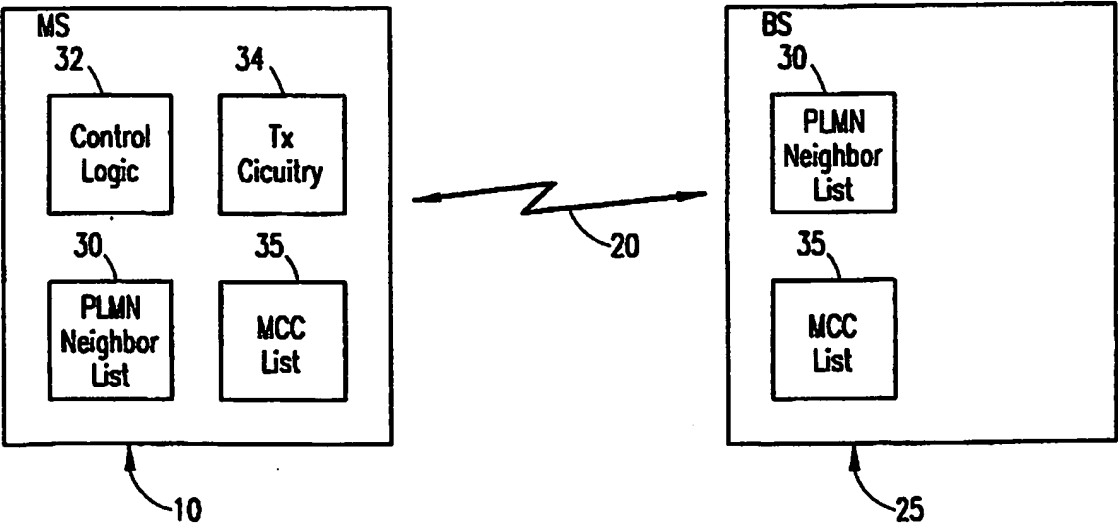 MS
32
Control
Logic
34
Tx
Cicuitry
30
PLMN
Neighbor
List
35
MCC
List
10
20
BS
30
PLMN
Neighbor
List
35
MCC
List
25